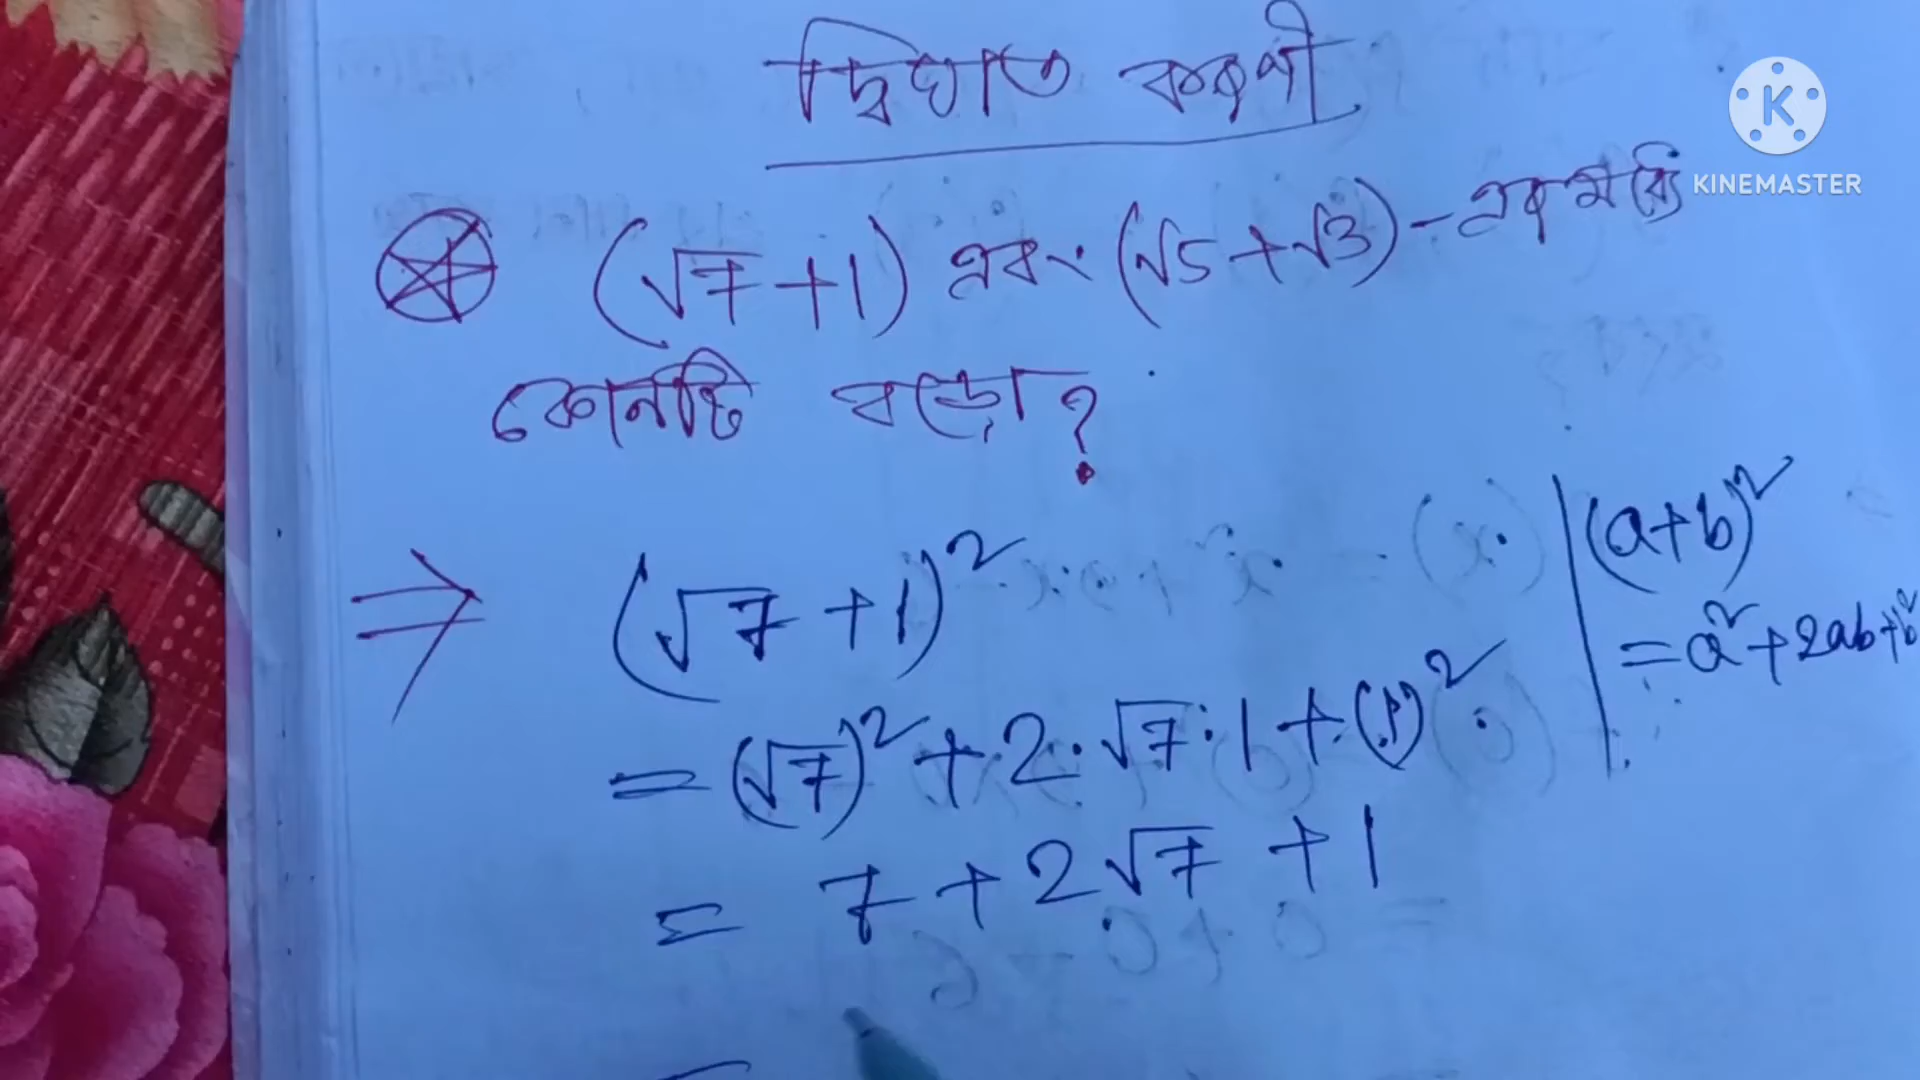 দ্বিঘাত করণী
KINEMASTER
(√7+1) এবং (√5+√3) - এর মধ্যে
কোনটি বড়ো?
(√7+1)²
(a+b)²
= a²+2ab+b²
= (√7)²+2.√7.1+(1)²
= 7+2√7+1